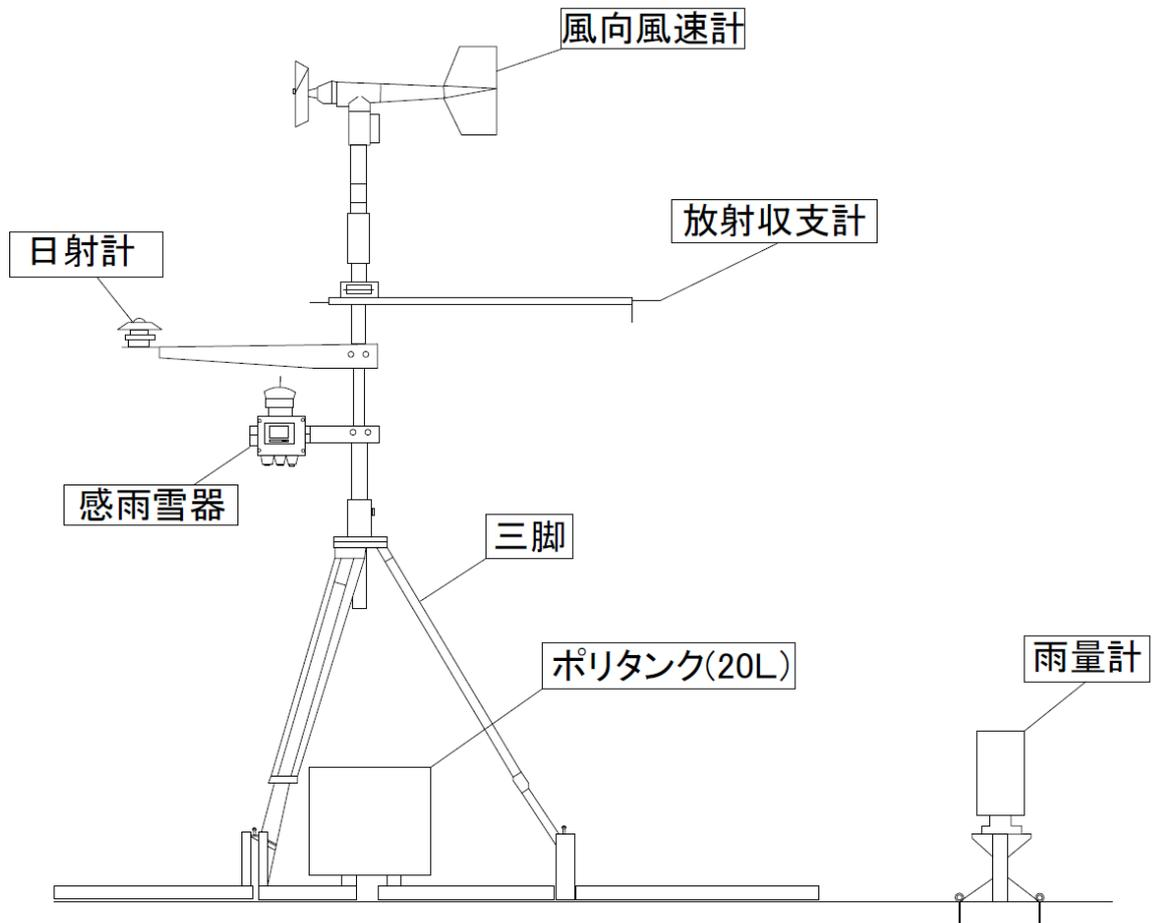 風向風速計
放射収支計
日射計
感雨雪器
三脚
ポリタンク(20L)
雨量計